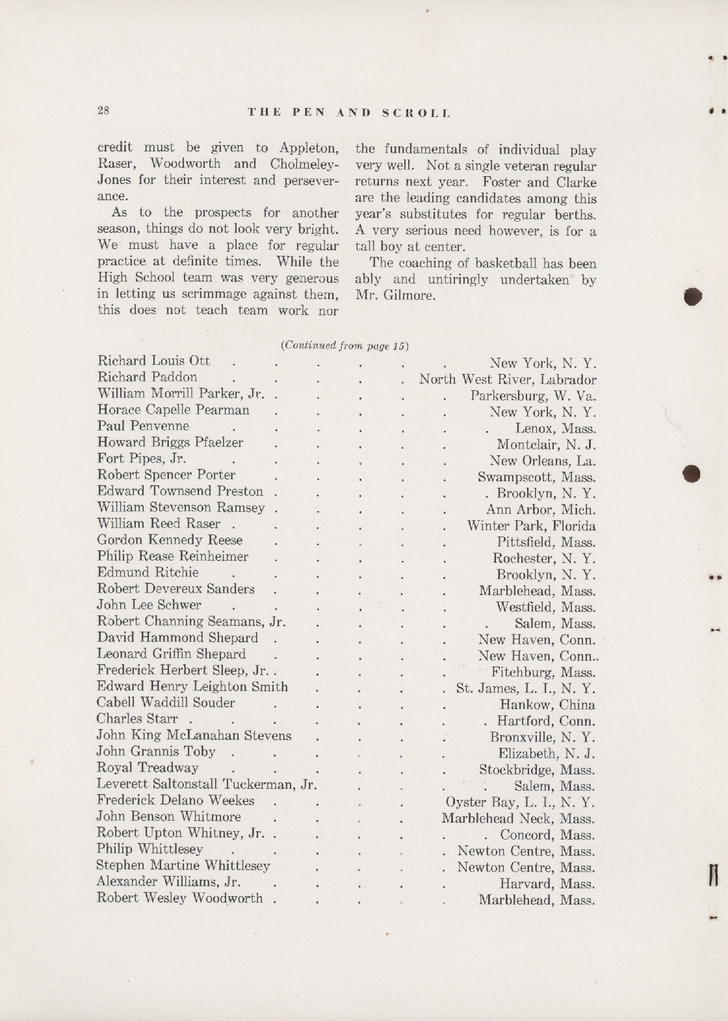 28
THE PEN AND SCROLL
credit must be given to Appleton,
Raser, Woodworth and Cholmeley-
Jones for their interest and persever-
ance.
As to the prospects for another
season, things do not look very bright.
We must have a place for regular
practice at definite times. While the
High School team was very generous
in letting us scrimmage against them,
this does not teach team work nor
the fundamentals of individual play
very well. Not a single veteran regular
returns next year. Foster and Clarke
are the leading candidates among this
year's substitutes for regular berths.
A very serious need however, is for a
tall boy at center.
The coaching of basketball has been
ably and untiringly undertaken by
Mr. Gilmore.
(Continued from page 15)
Richard Louis Ott . . . . . . New York, N. Y.
Richard Paddon . . . . . North West River, Labrador
William Morrill Parker, Jr. . . . . . Parkersburg, W. Va.
Horace Capelle Pearman . . . . . New York, N. Y.
Paul Penvenne . . . . . . . Lenox, Mass.
Howard Briggs Pfaelzer . . . . . Montclair, N. J.
Fort Pipes, Jr. . . . . . . New Orleans, La.
Robert Spencer Porter . . . . . Swampscott, Mass.
Edward Townsend Preston . . . . . . Brooklyn, N. Y.
William Stevenson Ramsey . . . . . Ann Arbor, Mich.
William Reed Raser . . . . . . Winter Park, Florida
Gordon Kennedy Reese . . . . . Pittsfield, Mass.
Philip Rease Reinheimer . . . . . Rochester, N. Y.
Edmund Ritchie . . . . . . Brooklyn, N. Y.
Robert Devereux Sanders . . . . . Marblehead, Mass.
John Lee Schwer . . . . . . Westfield, Mass.
Robert Channing Seamans, Jr. . . . . . Salem, Mass.
David Hammond Shepard . . . . . New Haven, Conn.
Leonard Griffin Shepard . . . . . New Haven, Conn..
Frederick Herbert Sleep, Jr. . . . . . Fitchburg, Mass.
Edward Henry Leighton Smith . . . . St. James, L. I., N. Y.
Cabell Waddill Souder . . . . . Hankow, China
Charles Starr . . . . . . . . Hartford, Conn.
John King McLanahan Stevens . . . . Bronxville, N. Y.
John Grannis Toby . . . . . . Elizabeth, N. J.
Royal Treadway . . . . . . Stockbridge, Mass.
Leverett Saltonstall Tuckerman, Jr. . . . . Salem, Mass.
Frederick Delano Weekes . . . . Oyster Bay, L. I., N. Y.
John Benson Whitmore . . . . Marblehead Neck, Mass.
Robert Upton Whitney, Jr. . . . . . . Concord, Mass.
Philip Whittlesey . . . . . . Newton Centre, Mass.
Stephen Martine Whittlesey . . . . Newton Centre, Mass.
Alexander Williams, Jr. . . . . . Harvard, Mass.
Robert Wesley Woodworth . . . . . Marblehead, Mass.